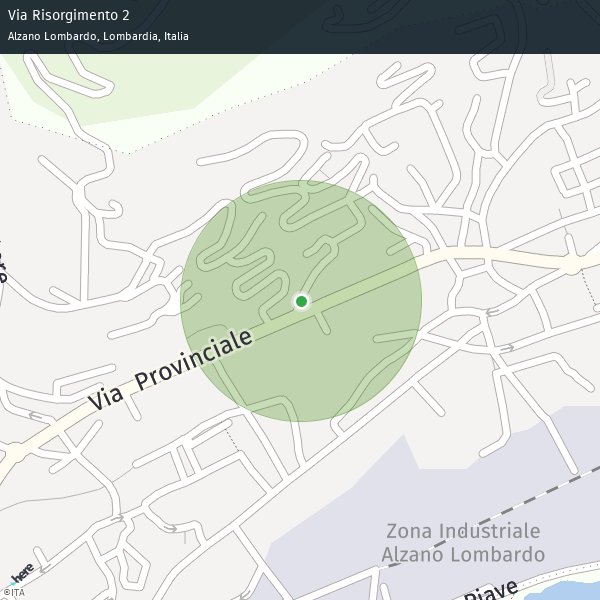 Via Risorgimento 2
Alzano Lombardo, Lombardia, Italia
Via Provinciale
Zona Industriale
Alzano Lombardo
Piave
here
©ITA